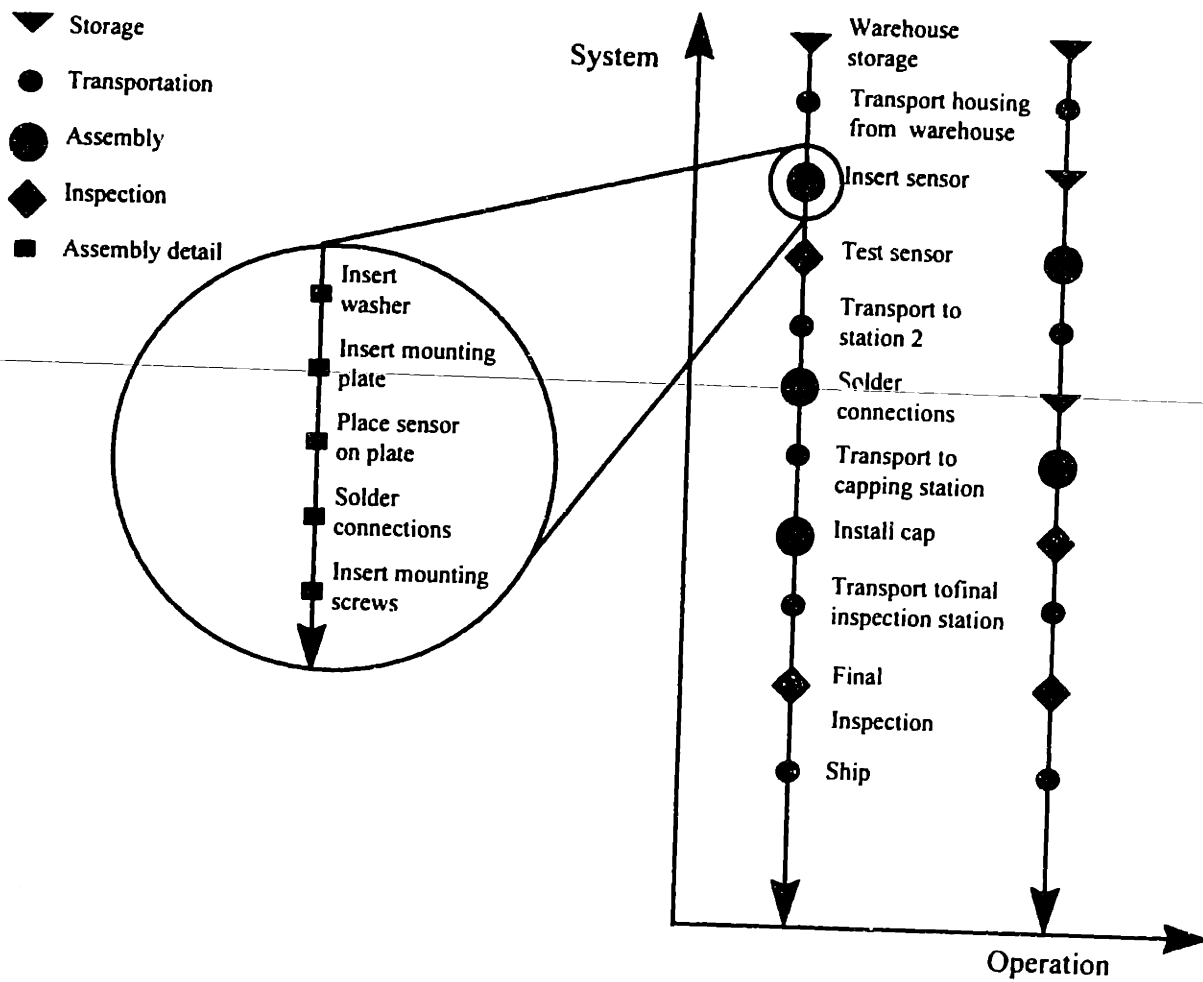 Storage
Transportation
Assembly
Inspection
Assembly detail
Insert
washer
Insert mounting
plate
Place sensor
on plate
Solder
connections
Insert mounting
screws
System
Warehouse
storage
Transport housing
from warehouse
Insert sensor
Test sensor
Transport to
station 2
Solder
connections
Transport to
capping station
Install cap
Transport tofinal
inspection station
Final
Inspection
Ship
Operation